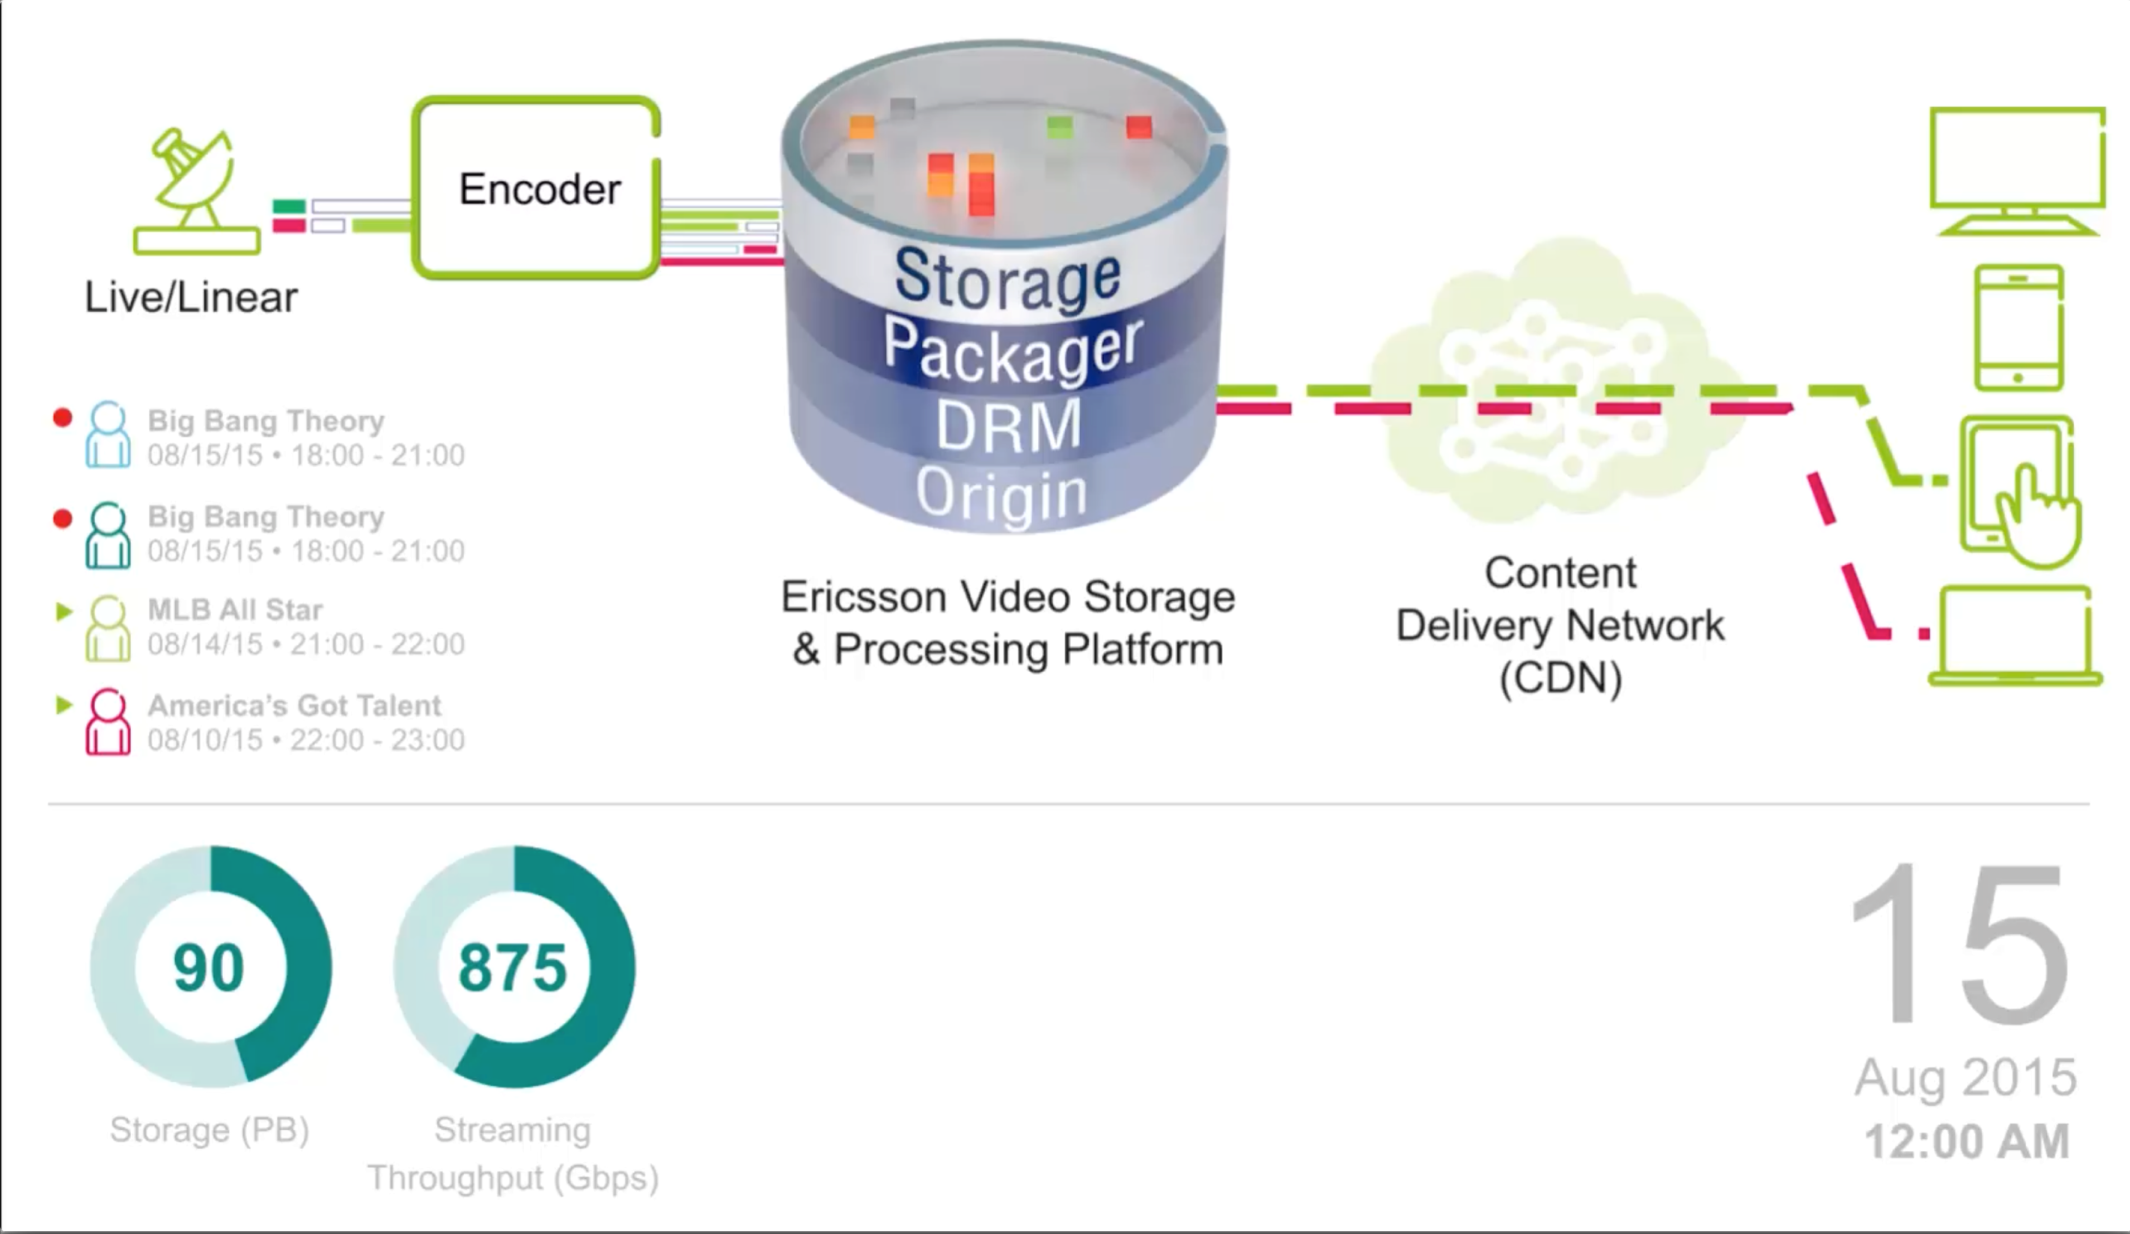 Live/Linear
Encoder
Storage
Packager
DRM
Origin
Ericsson Video Storage
& Processing Platform
Content
Delivery Network
(CDN)
Big Bang Theory
08/15/15 • 18:00 - 21:00
Big Bang Theory
08/15/15 • 18:00 - 21:00
MLB All Star
08/14/15 • 21:00 - 22:00
America's Got Talent
08/10/15 • 22:00 - 23:00
90
Storage (PB)
875
Streaming
Throughput (Gbps)
15
Aug 2015
12:00 AM